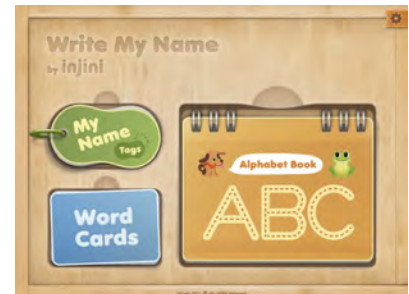 Write My Name
by injini
My
Name
Tags
Alphabet Book
ABC
Word
Cards